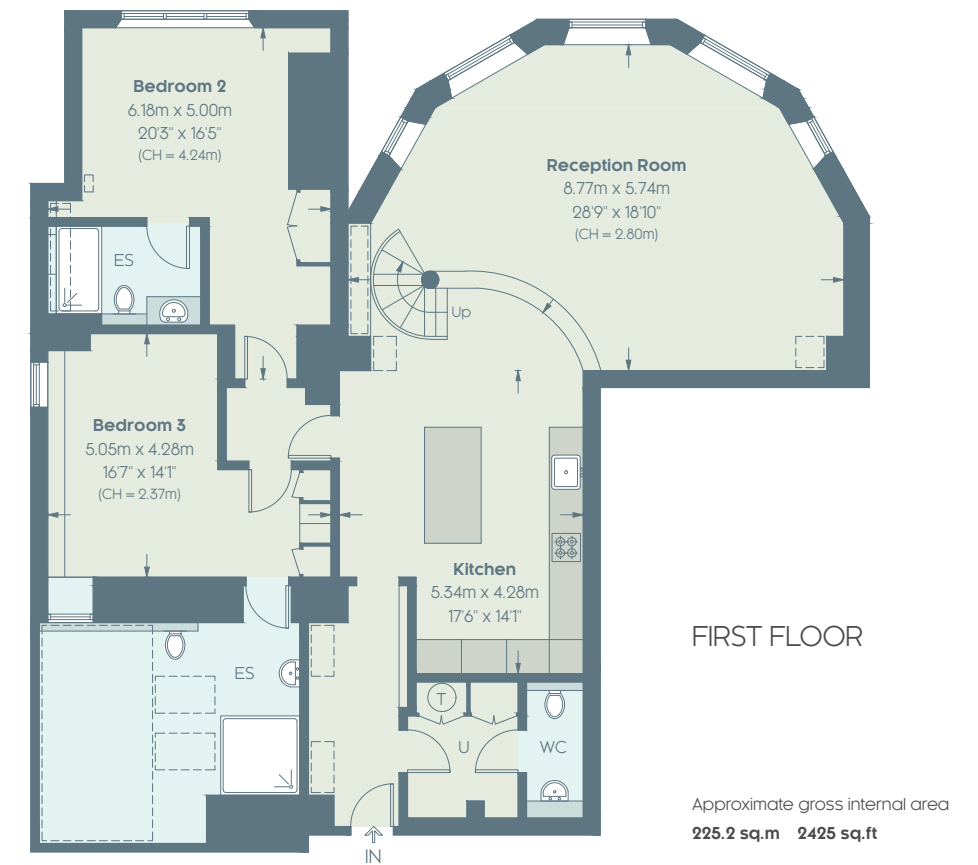 Bedroom 2
6.18m x 5.00m
20'3" x 16'5"
(CH = 4.24m)
Reception Room
8.77m x 5.74m
28'9" x 18'10"
(CH = 2.80m)
ES
Up
Bedroom 3
5.05m x 4.28m
16'7" x 14'1"
(CH = 2.37m)
Kitchen
5.34m x 4.28m
17'6" x 14'1"
FIRST FLOOR
ES
T
U
WC
IN
Approximate gross internal area
225.2 sq.m 2425 sq.ft